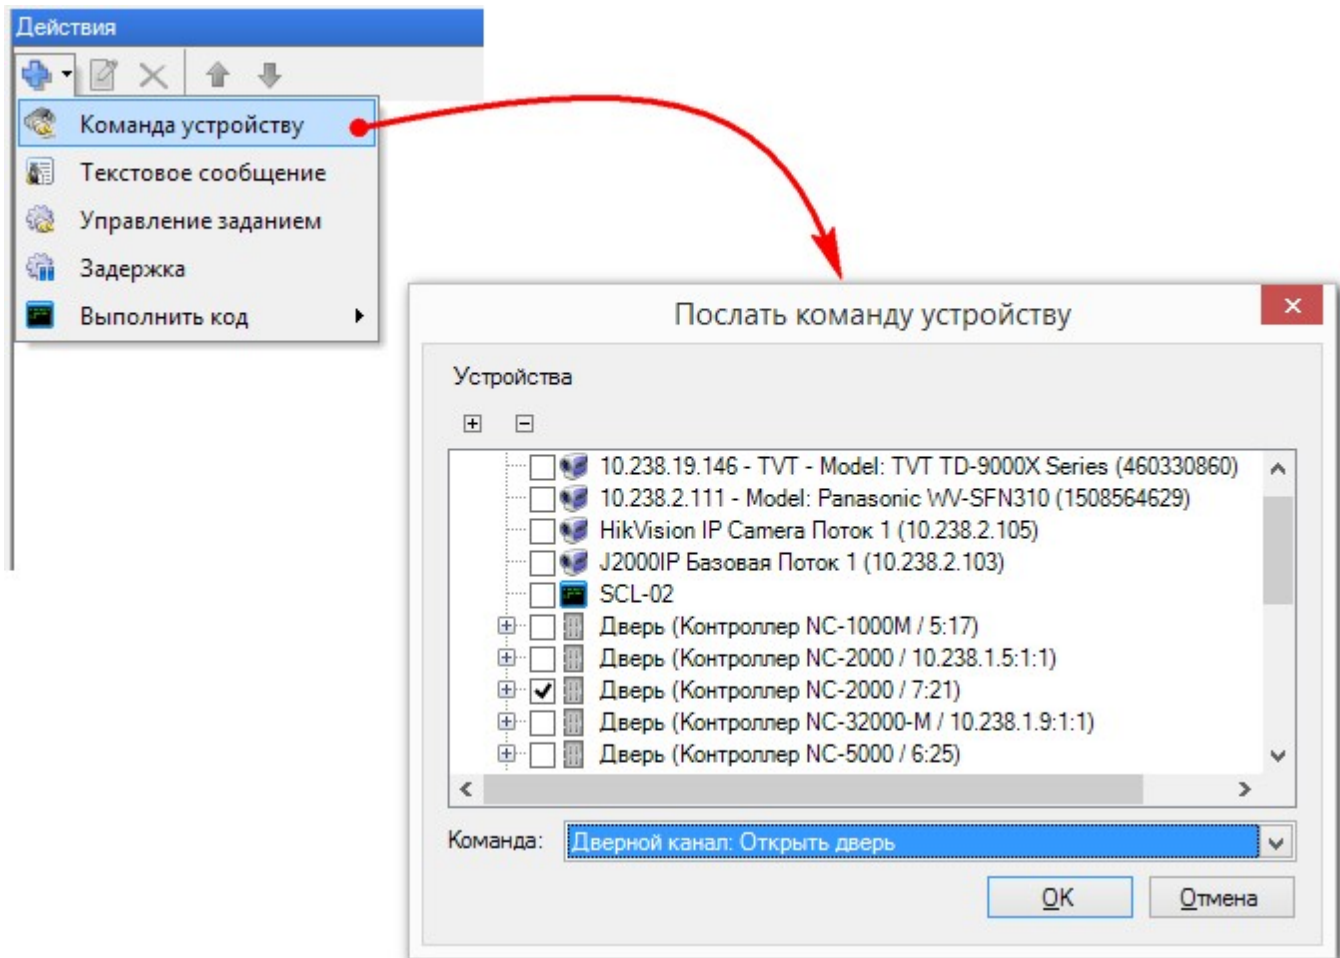 Действия
Команда устройству
Текстовое сообщение
Управление заданием
Задержка
Выполнить код
Послать команду устройству
Устройства
10.238.19.146 - TVT - Model: TVT TD-9000X Series (460330860)
10.238.2.111 - Model: Panasonic WV-SFN310 (1508564629)
HikVision IP Camera Поток 1 (10.238.2.105)
J2000IP Базовая Поток 1 (10.238.2.103)
SCL-02
Дверь (Контроллер NC-1000M / 5:17)
Дверь (Контроллер NC-2000 / 10.238.1.5:1:1)
Дверь (Контроллер NC-2000 / 7:21)
Дверь (Контроллер NC-32000-M / 10.238.1.9:1:1)
Дверь (Контроллер NC-5000 / 6:25)
Команда: Дверной канал: Открыть дверь
OK Отмена